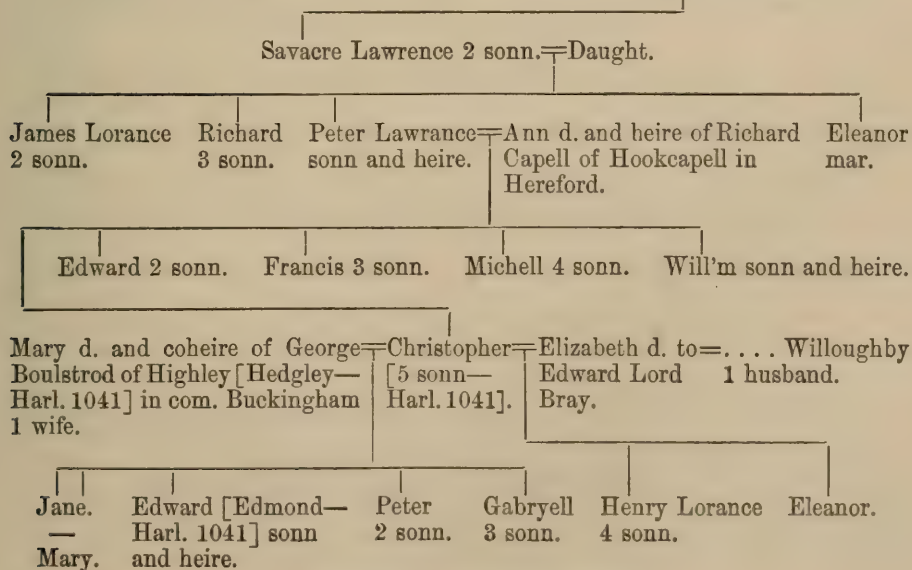 Savacre Lawrence 2 sonn.=Daught.
James Lorance Richard Peter Lawrance=Ann d. and heire of Richard Eleanor
2 sonn. 3 sonn. sonn and heire. Capell of Hookcapell in mar.
Hereford.
Edward 2 sonn. Francis 3 sonn. Michell 4 sonn. Will'm sonn and heire.
Mary d. and coheire of George=Christopher=Elizabeth d. to=.... Willoughby
Boulstrod of Highley [Hedgley— [5 sonn— Edward Lord 1 husband.
Harl. 1041] in com. Buckingham Harl. 1041]. Bray.
1 wife.
Jane. Edward [Edmond— Peter Gabryell Henry Lorance Eleanor.
— Harl. 1041] sonn 2 sonn. 3 sonn. 4 sonn.
Mary. and heire.